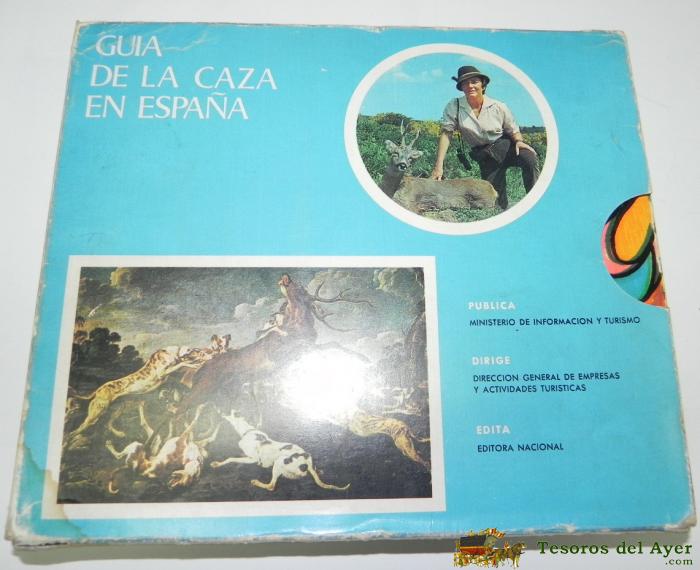 GUIA
DE LA CAZA
EN ESPAÑA
PUBLICA
MINISTERIO DE INFORMACION Y TURISMO
DIRIGE
DIRECCION GENERAL DE EMPRESAS
Y ACTIVIDADES TURISTICAS
EDITA
EDITORA NACIONAL
g
Tesoros del Ayer
.com